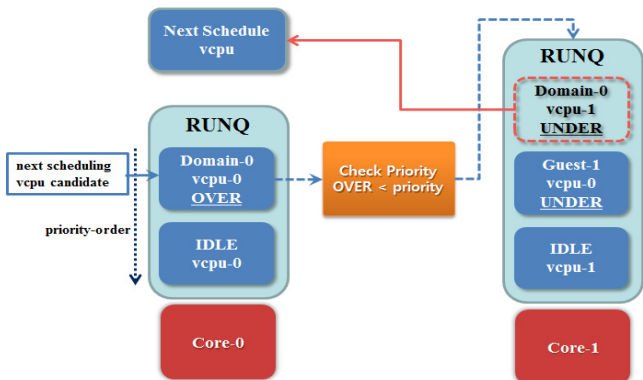 Next Schedule
vcpu
RUNQ
Domain-0
vcpu-1
UNDER
RUNQ
next scheduling
vcpu candidate
Domain-0
vcpu-0
OVER
Check Priority
OVER < priority
Guest-1
vcpu-0
UNDER
priority-order
IDLE
vcpu-0
IDLE
vcpu-1
Core-0
Core-1